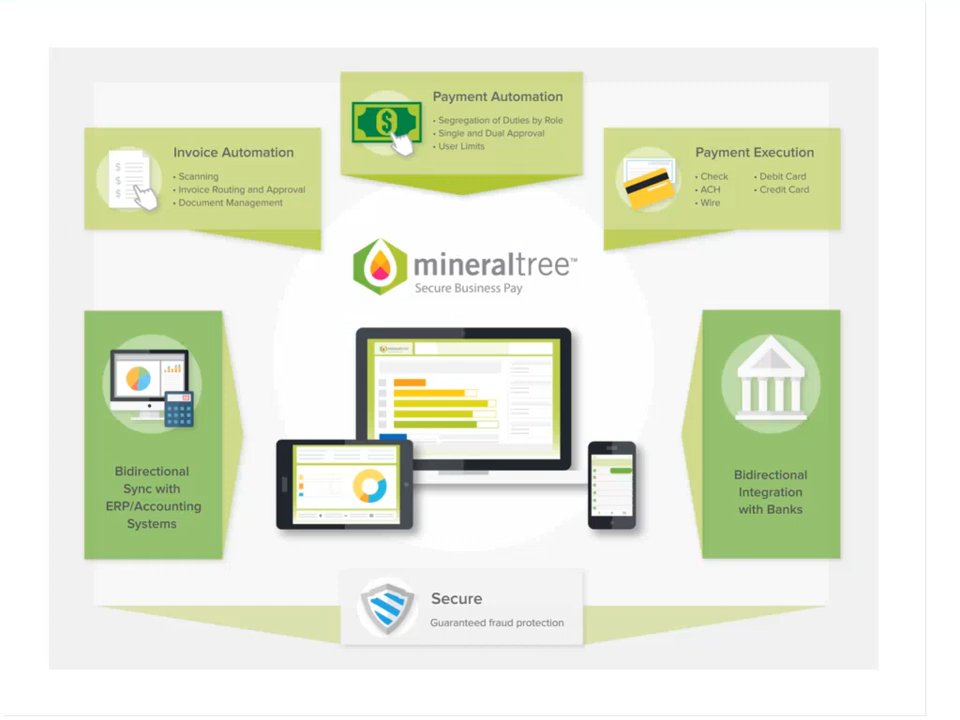 Payment Automation
• Segregation of Duties by Role
• Single and Dual Approval
• User Limits
Invoice Automation
• Scanning
• Invoice Routing and Approval
• Document Management
Payment Execution
• Check
• ACH
• Wire
• Debit Card
• Credit Card
mineraltree™
Secure Business Pay
mineraltree
Bidirectional
Sync with
ERP/Accounting
Systems
Bidirectional
Integration
with Banks
Secure
Guaranteed fraud protection